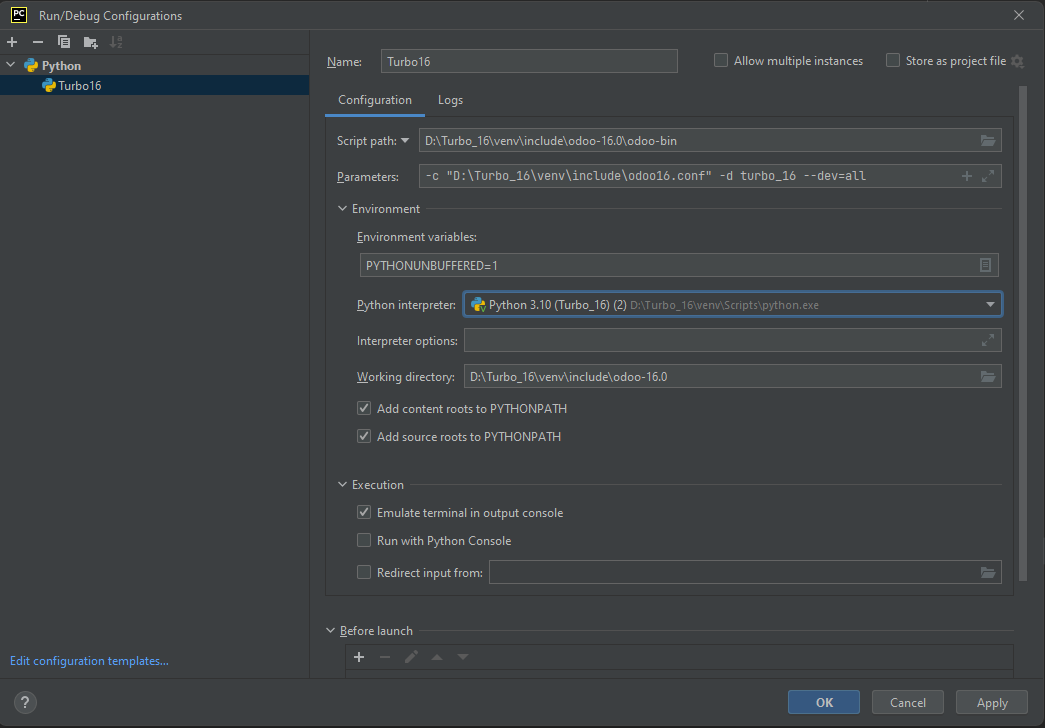 PC Run/Debug Configurations
Python
Turbo16
Name: Turbo16 Allow multiple instances Store as project file
Configuration Logs
Script path: D:\Turbo_16\venv\include\odoo-16.0\odoo-bin
Parameters: -c "D:\Turbo_16\venv\include\odoo16.conf" -d turbo_16 --dev=all
Environment
Environment variables:
PYTHONUNBUFFERED=1
Python interpreter: Python 3.10 (Turbo_16) (2) D:\Turbo_16\venv\Scripts\python.exe
Interpreter options:
Working directory: D:\Turbo_16\venv\include\odoo-16.0
Add content roots to PYTHONPATH
Add source roots to PYTHONPATH
Execution
Emulate terminal in output console
Run with Python Console
Redirect input from:
Before launch
Edit configuration templates...
? OK Cancel Apply